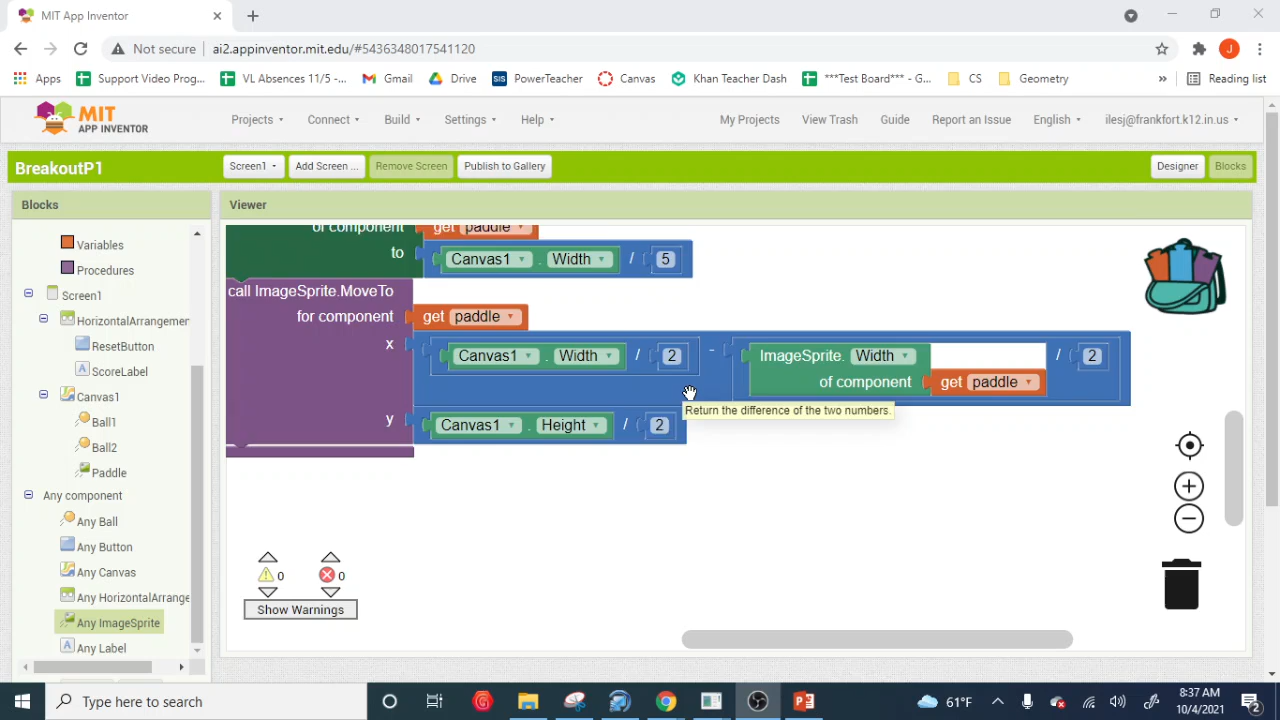 MIT App Inventor
Not secure
ai2.appinventor.mit.edu/#5436348017541120
J
Apps
Support Video Prog...
VL Absences 11/5 -...
Gmail
Drive
SIS PowerTeacher
Canvas
Khan Teacher Dash
***Test Board*** - G...
CS
Geometry
»
Reading list
MIT
APP INVENTOR
Projects
Connect
Build
Settings
Help
My Projects
View Trash
Guide
Report an Issue
English
ilesj@frankfort.k12.in.us
BreakoutP1
Screen1
Add Screen ...
Remove Screen
Publish to Gallery
Designer
Blocks
Blocks
Viewer
Variables
Procedures
Screen1
HorizontalArrangemen
ResetButton
A ScoreLabel
Canvas1
Ball1
Ball2
Paddle
Any component
Any Ball
Any Button
Any Canvas
Any HorizontalArrange
Any ImageSprite
A Any Label
of component get paddle
to Canvas1 . Width / 5
call ImageSprite.MoveTo
for component get paddle
x Canvas1 . Width / 2 - ImageSprite. Width / 2
of component get paddle
Return the difference of the two numbers.
y Canvas1 . Height / 2
0
0
Show Warnings
Type here to search
61°F
8:37 AM
10/4/2021
2